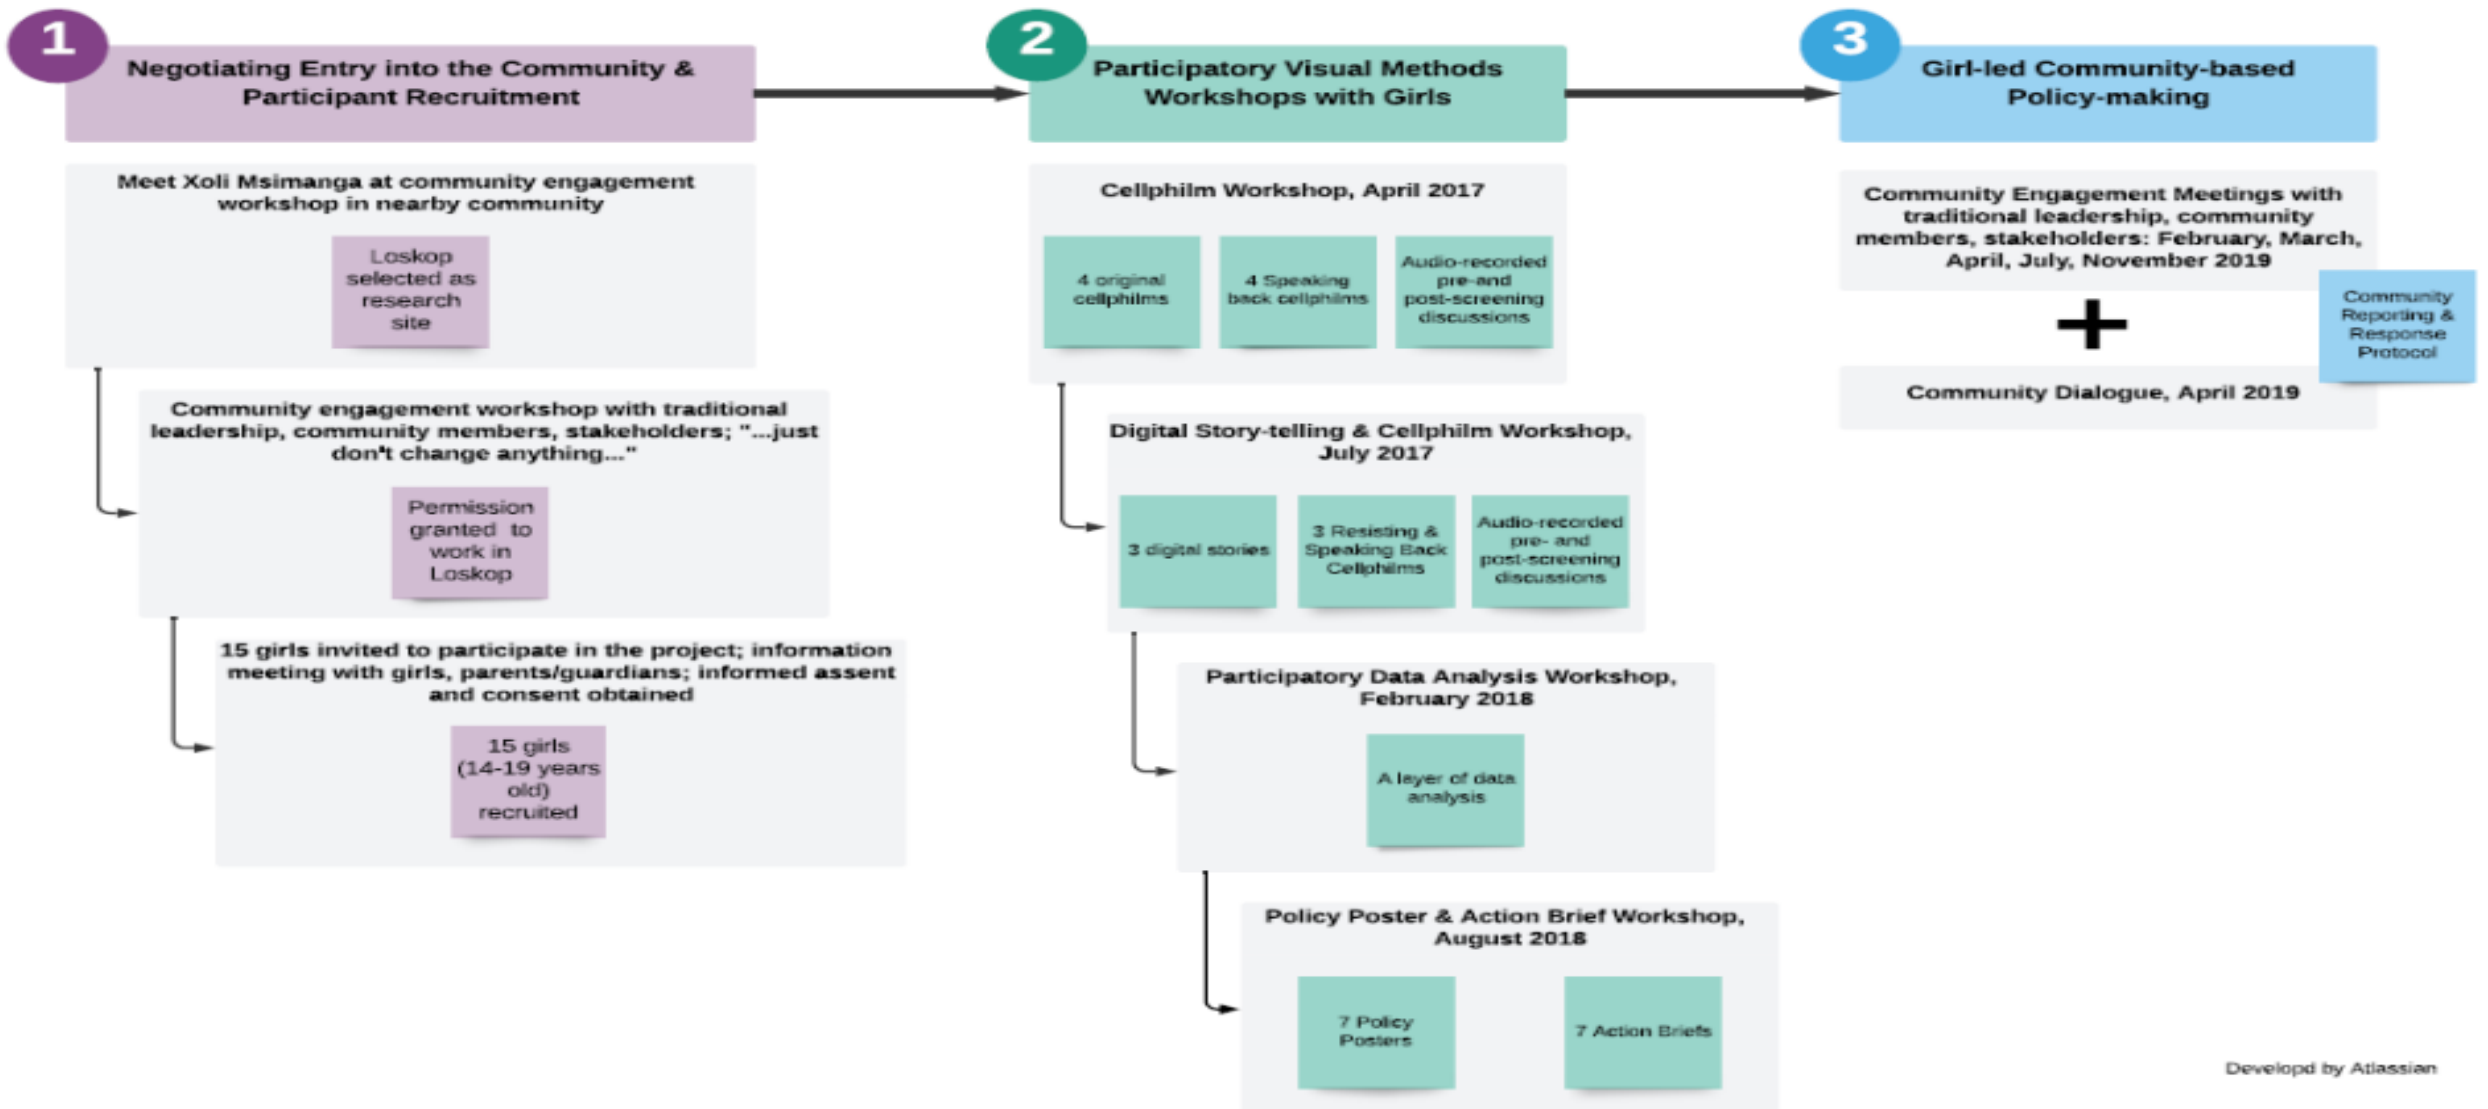 1
Negotiating Entry into the Community &
Participant Recruitment
Meet Xoli Msimanga at community engagement
workshop in nearby community
Loskop
selected as
research
site
Community engagement workshop with traditional
leadership, community members, stakeholders; "...just
don't change anything..."
Permission
granted to
work in
Loskop
15 girls invited to participate in the project; information
meeting with girls, parents/guardians; informed assent
and consent obtained
15 girls
(14-19 years
old)
recruited
2
Participatory Visual Methods
Workshops with Girls
Cellphilm Workshop, April 2017
4 original
cellphilms
4 Speaking
back cellphilms
Audio-recorded
pre-and
post-screening
discussions
Digital Story-telling & Cellphilm Workshop,
July 2017
3 digital stories
3 Resisting &
Speaking Back
Cellphilms
Audio-recorded
pre- and
post-screening
discussions
Participatory Data Analysis Workshop,
February 2018
A layer of data
analysis
Policy Poster & Action Brief Workshop,
August 2018
7 Policy
Posters
7 Action Briefs
3
Girl-led Community-based
Policy-making
Community Engagement Meetings with
traditional leadership, community
members, stakeholders: February, March,
April, July, November 2019
+
Community
Reporting &
Response
Protocol
Community Dialogue, April 2019
Developd by Atlassian